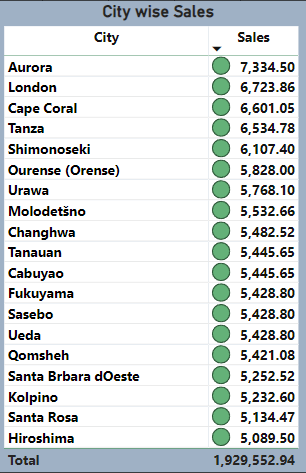 City wise Sales
City Sales
Aurora 7,334.50
London 6,723.86
Cape Coral 6,601.05
Tanza 6,534.78
Shimonoseki 6,107.40
Ourense (Orense) 5,828.00
Urawa 5,768.10
Molodetšno 5,532.66
Changhwa 5,482.52
Tanauan 5,445.65
Cabuyao 5,445.65
Fukuyama 5,428.80
Sasebo 5,428.80
Ueda 5,428.80
Qomsheh 5,421.08
Santa Brbara dOeste 5,252.52
Kolpino 5,232.60
Santa Rosa 5,134.47
Hiroshima 5,089.50
Total 1,929,552.94